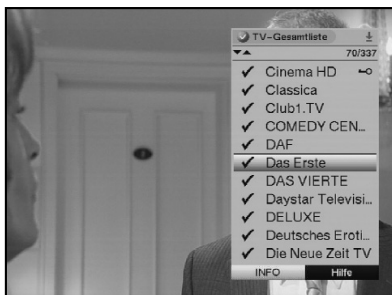 TV-Gesamtliste
70/337
Cinema HD
Classica
Club1.TV
COMEDY CEN...
DAF
Das Erste
DAS VIERTE
Daystar Televisi...
DELUXE
Deutsches Eroti...
Die Neue Zeit TV
INFO Hilfe